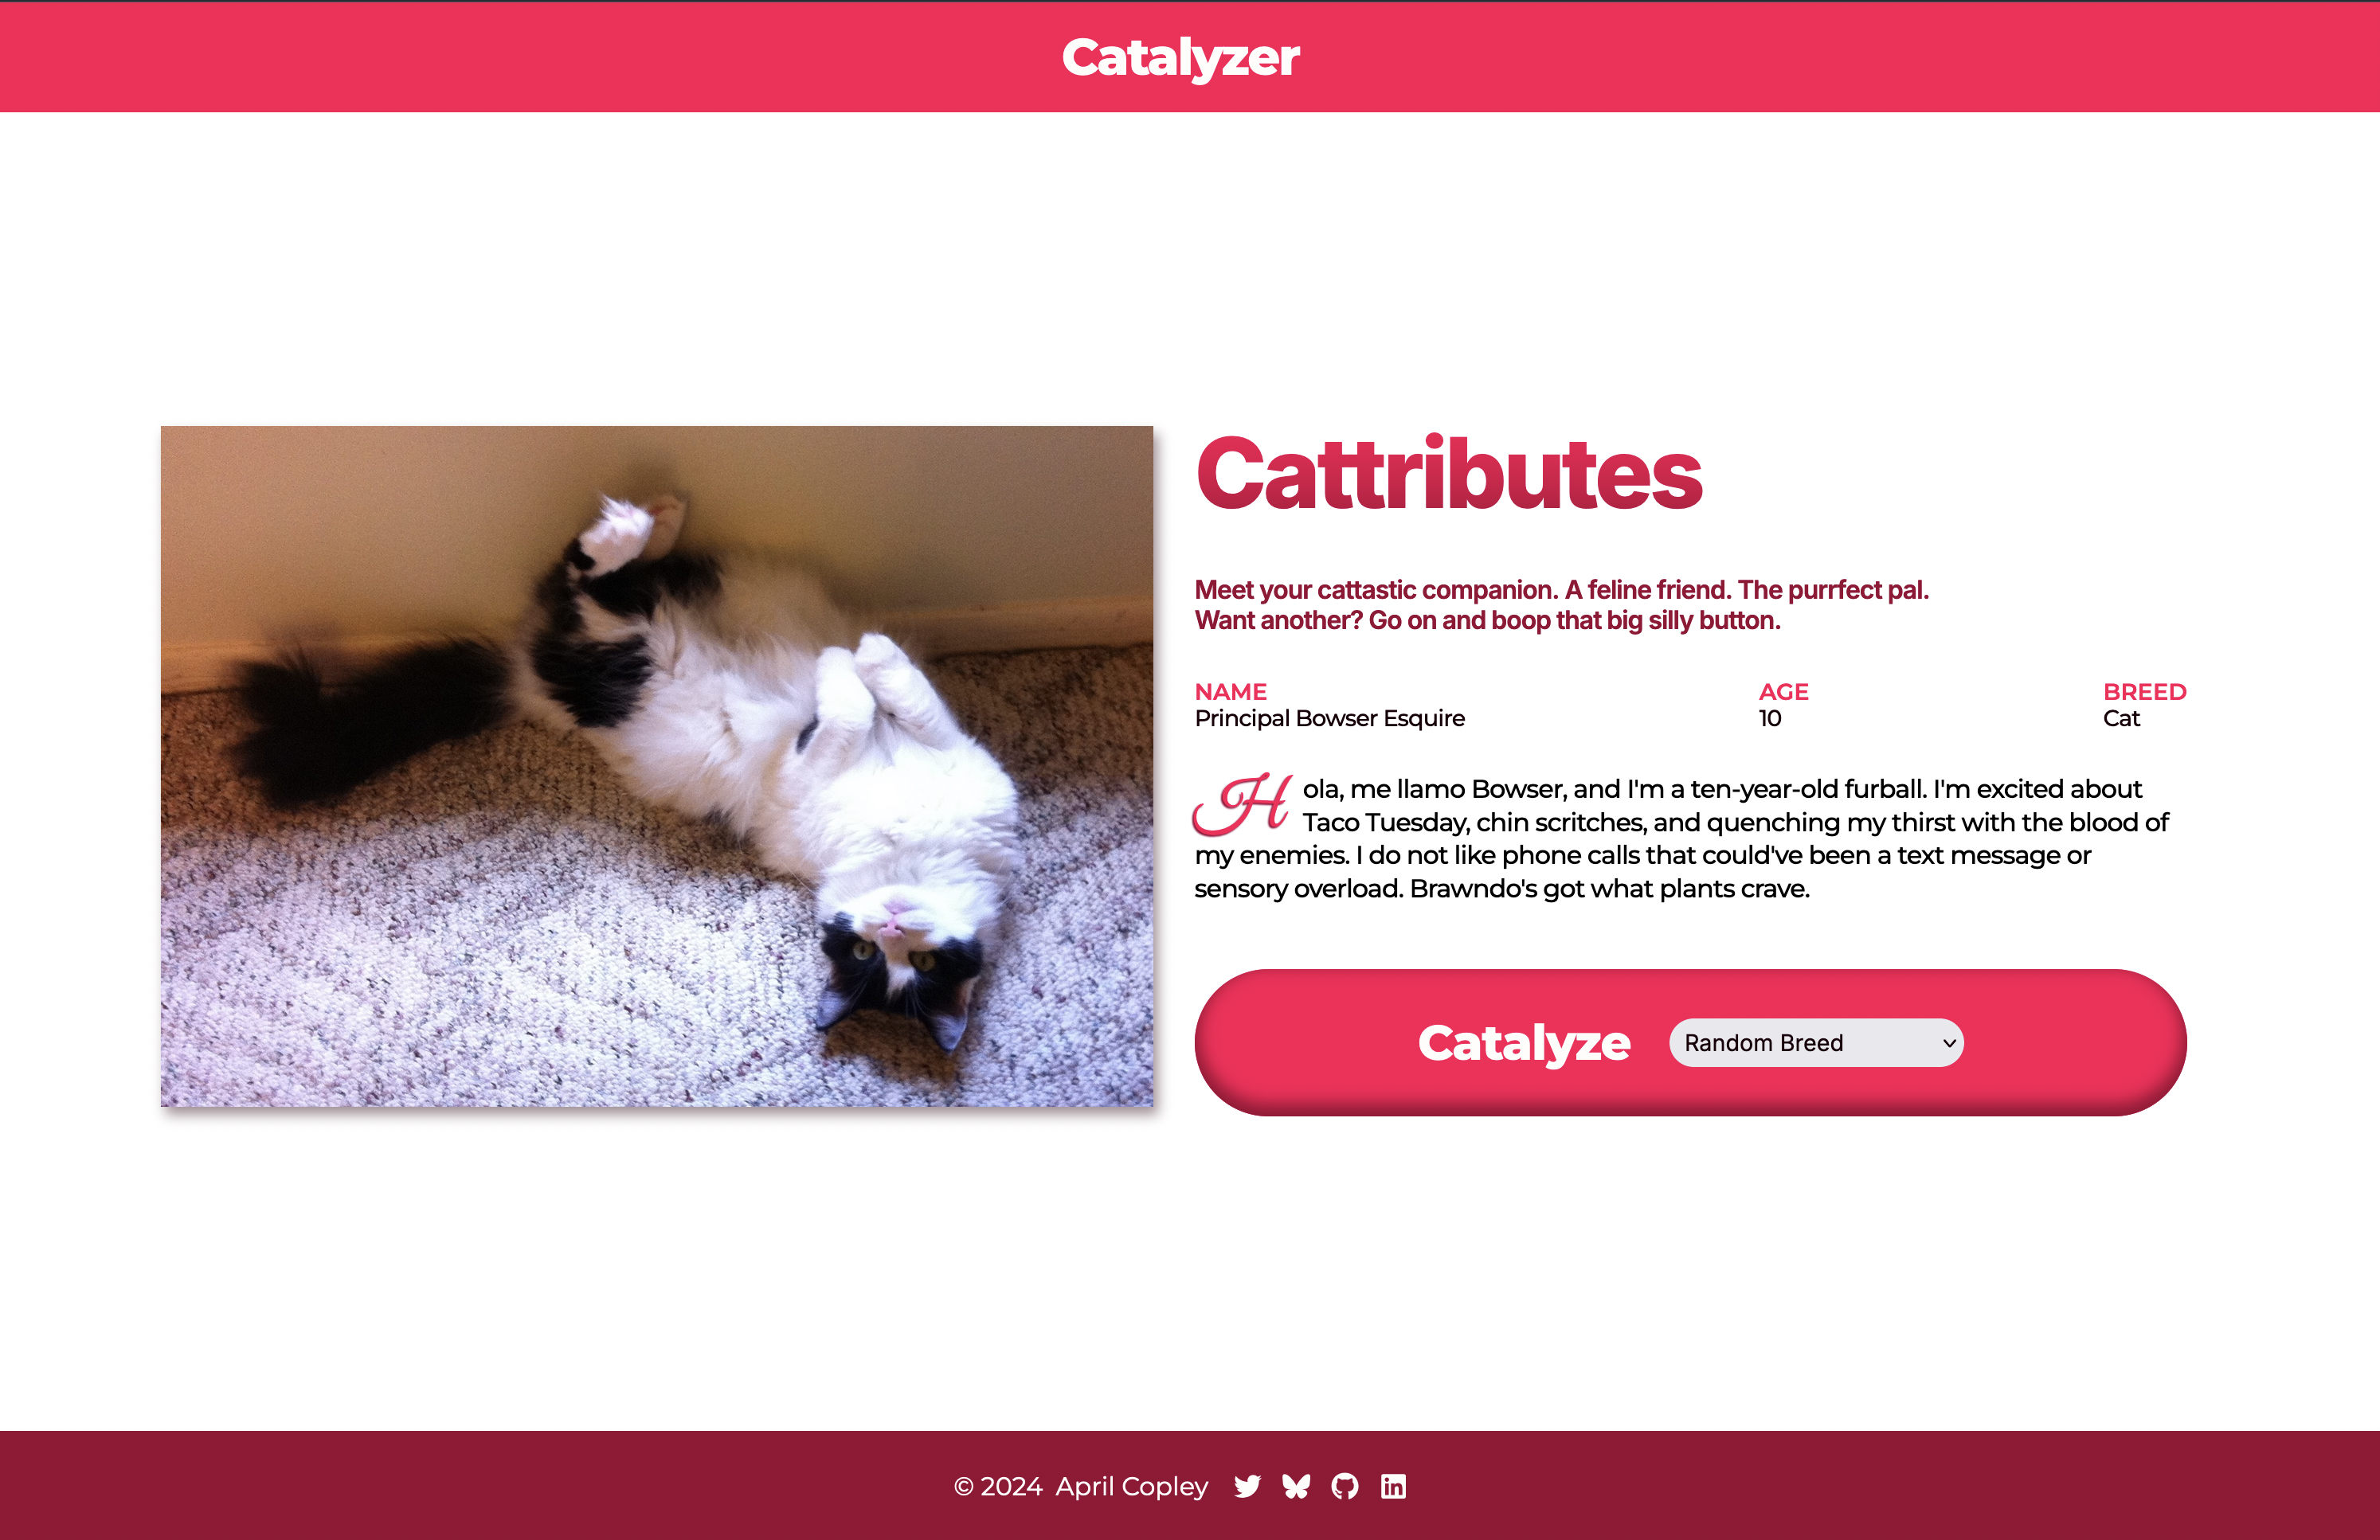 Catalyzer
Cattributes
Meet your cattastic companion. A feline friend. The purrfect pal.
Want another? Go on and boop that big silly button.
NAME AGE BREED
Principal Bowser Esquire 10 Cat
Hola, me llamo Bowser, and I'm a ten-year-old furball. I'm excited about
Taco Tuesday, chin scritches, and quenching my thirst with the blood of
my enemies. I do not like phone calls that could've been a text message or
sensory overload. Brawndo's got what plants crave.
Catalyze Random Breed
© 2024 April Copley